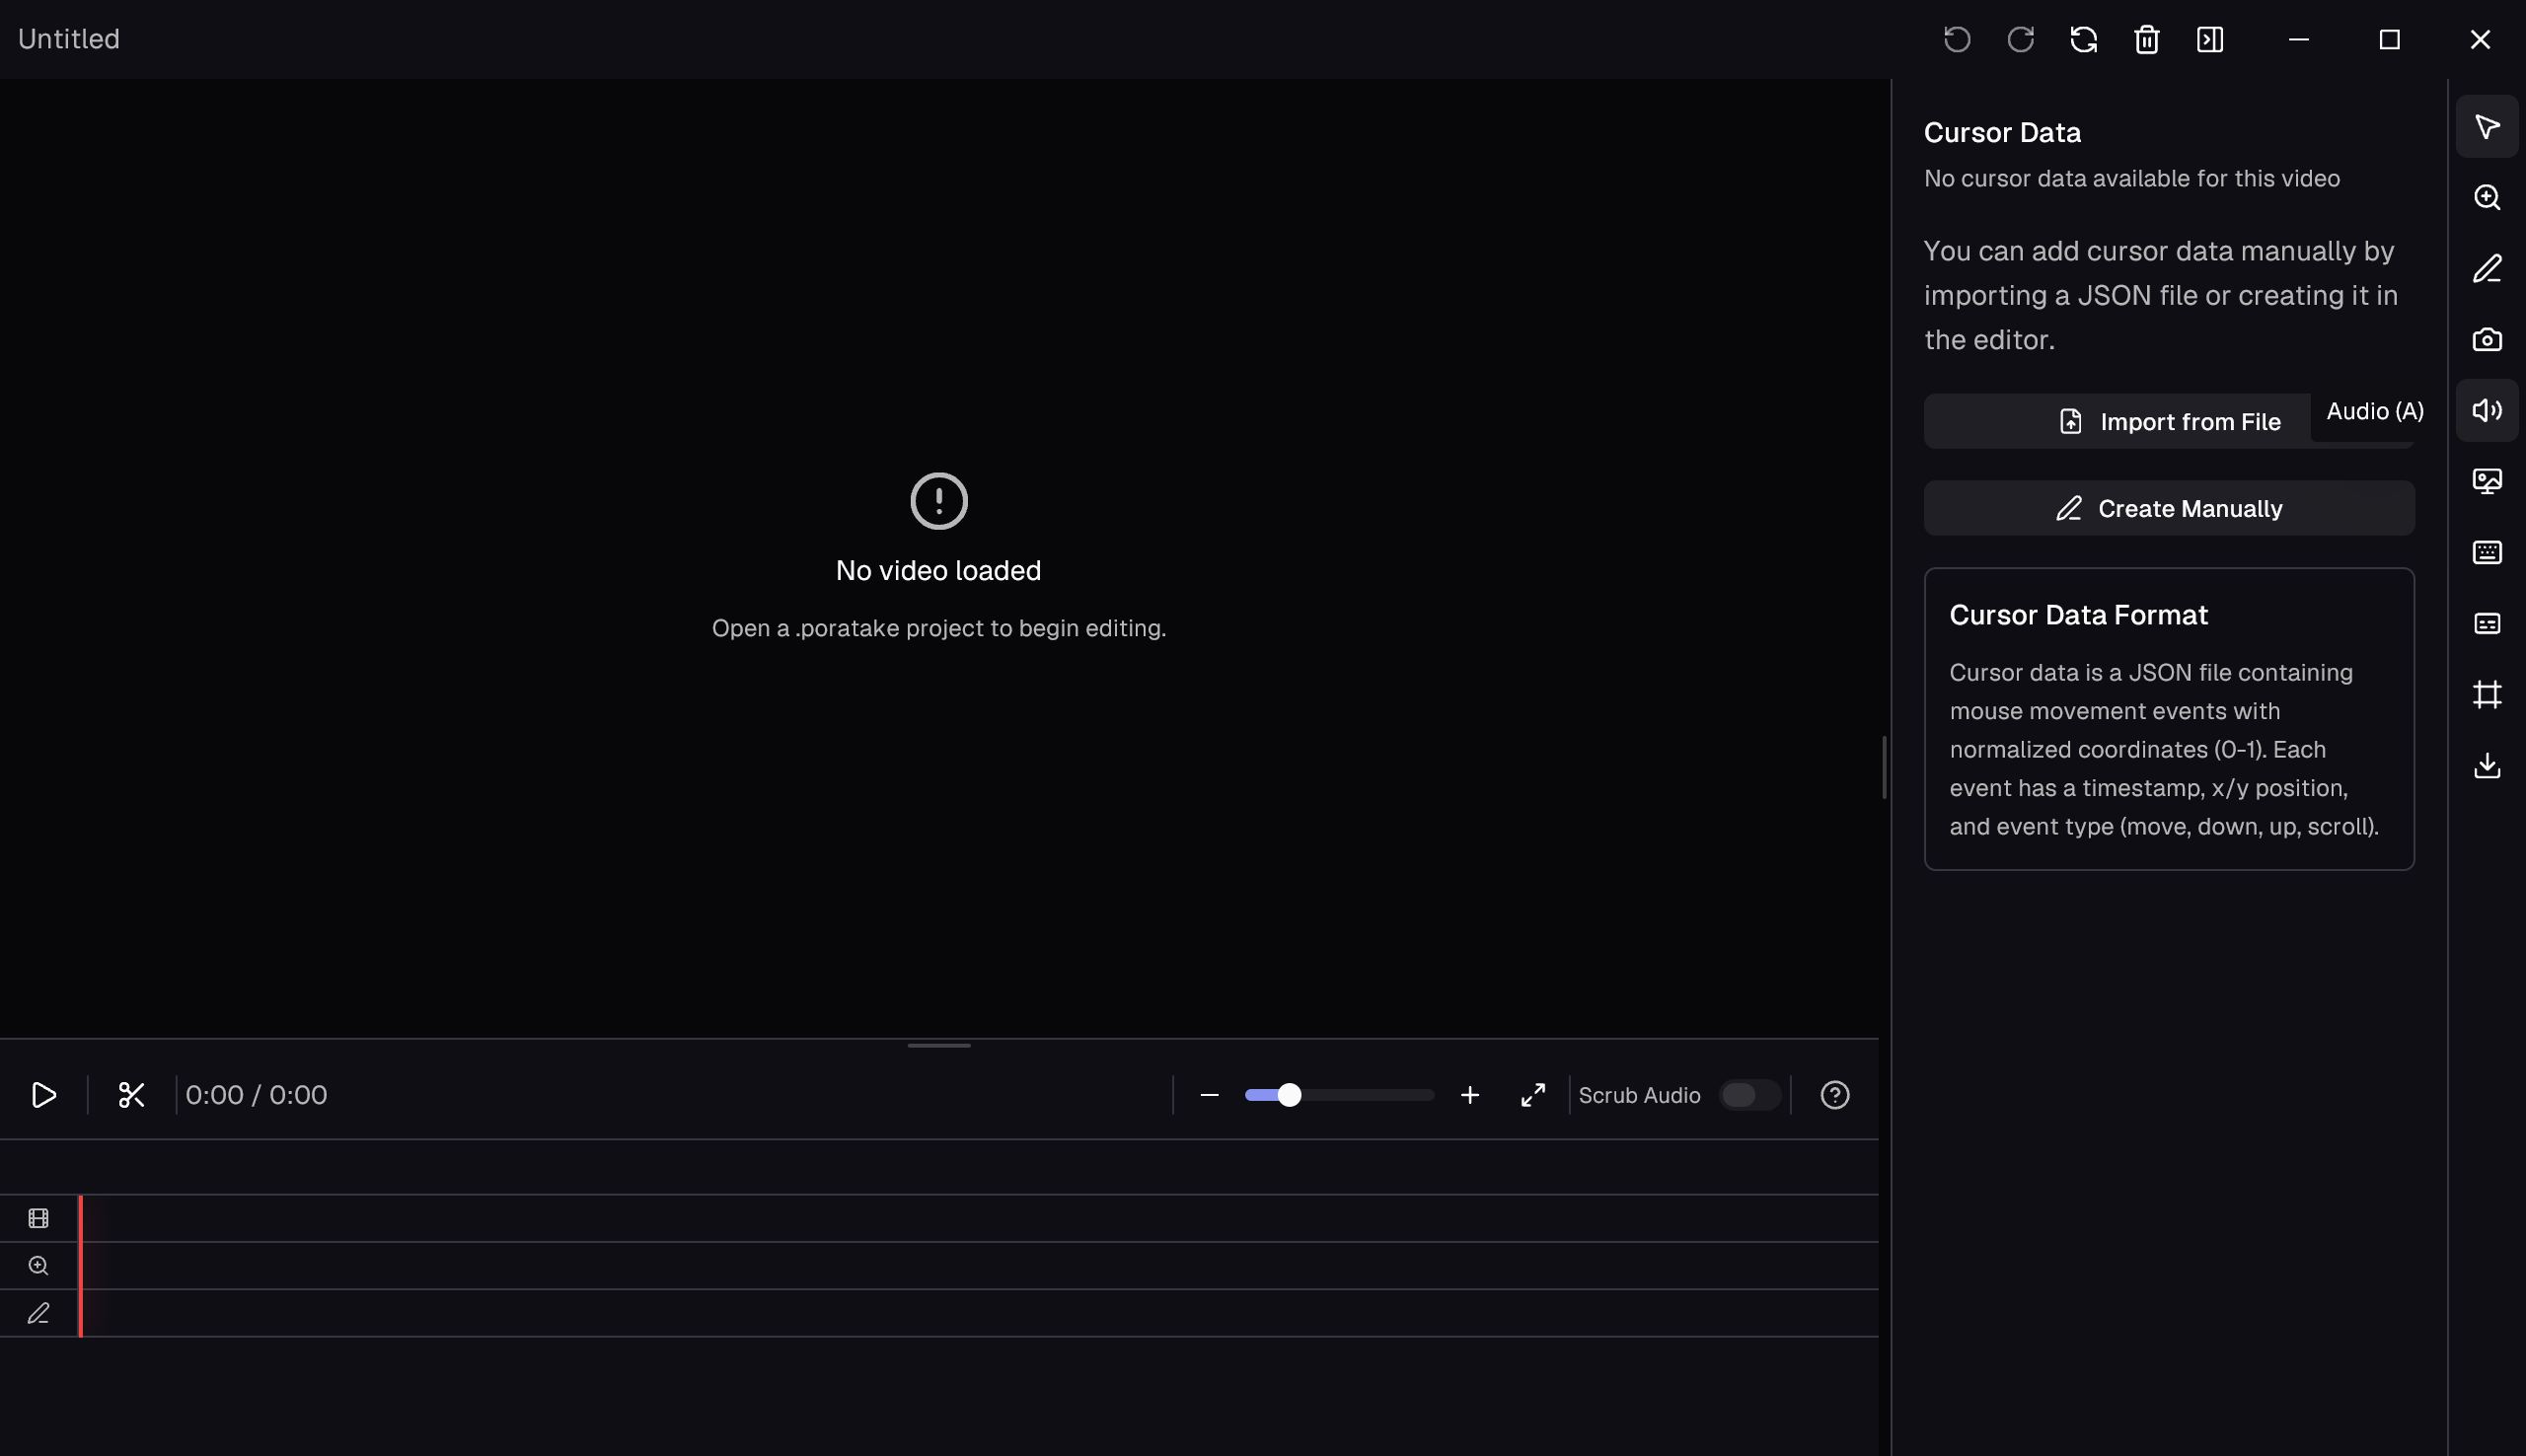 Untitled
Cursor Data
No cursor data available for this video
You can add cursor data manually by
importing a JSON file or creating it in
the editor.
Import from File
Audio (A)
Create Manually
Cursor Data Format
Cursor data is a JSON file containing
mouse movement events with
normalized coordinates (0-1). Each
event has a timestamp, x/y position,
and event type (move, down, up, scroll).
No video loaded
Open a .poratake project to begin editing.
0:00 / 0:00
Scrub Audio